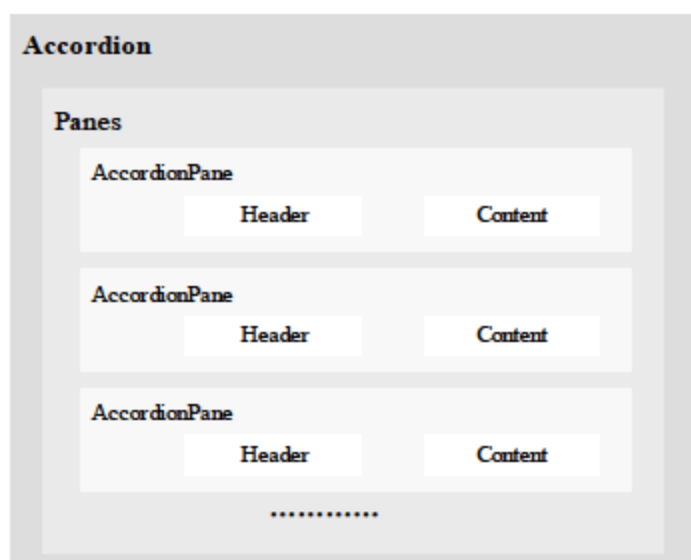 Accordion
Panes
AccordionPane
Header Content
AccordionPane
Header Content
AccordionPane
Header Content
............